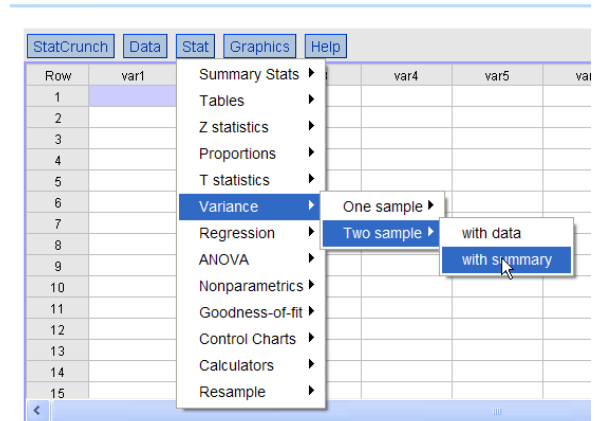 StatCrunch Data Stat Graphics Help
Row var1 var4 var5
1
2
3
4
5
6
7
8
9
10
11
12
13
14
15
Summary Stats
Tables
Z statistics
Proportions
T statistics
Variance
Regression
ANOVA
Nonparametrics
Goodness-of-fit
Control Charts
Calculators
Resample
One sample
Two sample
with data
with summary